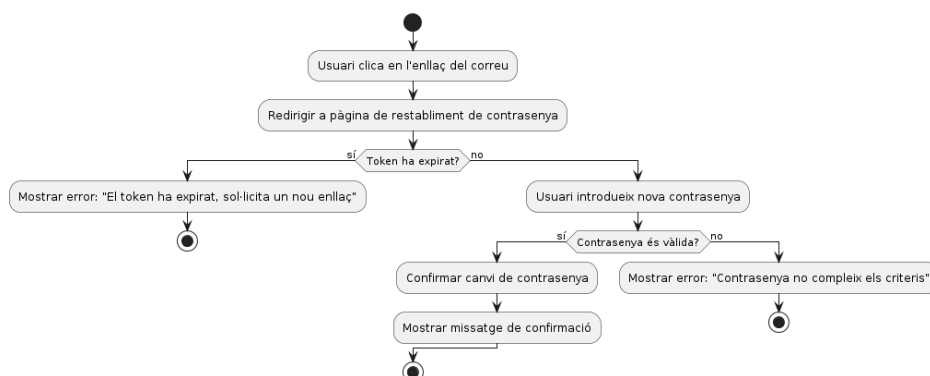 Usuari clica en l'enllaç del correu
Redirigir a pàgina de restabliment de contrasenya
sí
Token ha expirat?
no
Mostrar error: "El token ha expirat, sol·licita un nou enllaç"
Usuari introdueix nova contrasenya
sí
Contrasenya és vàlida?
no
Confirmar canvi de contrasenya
Mostrar error: "Contrasenya no compleix els criteris"
Mostrar missatge de confirmació